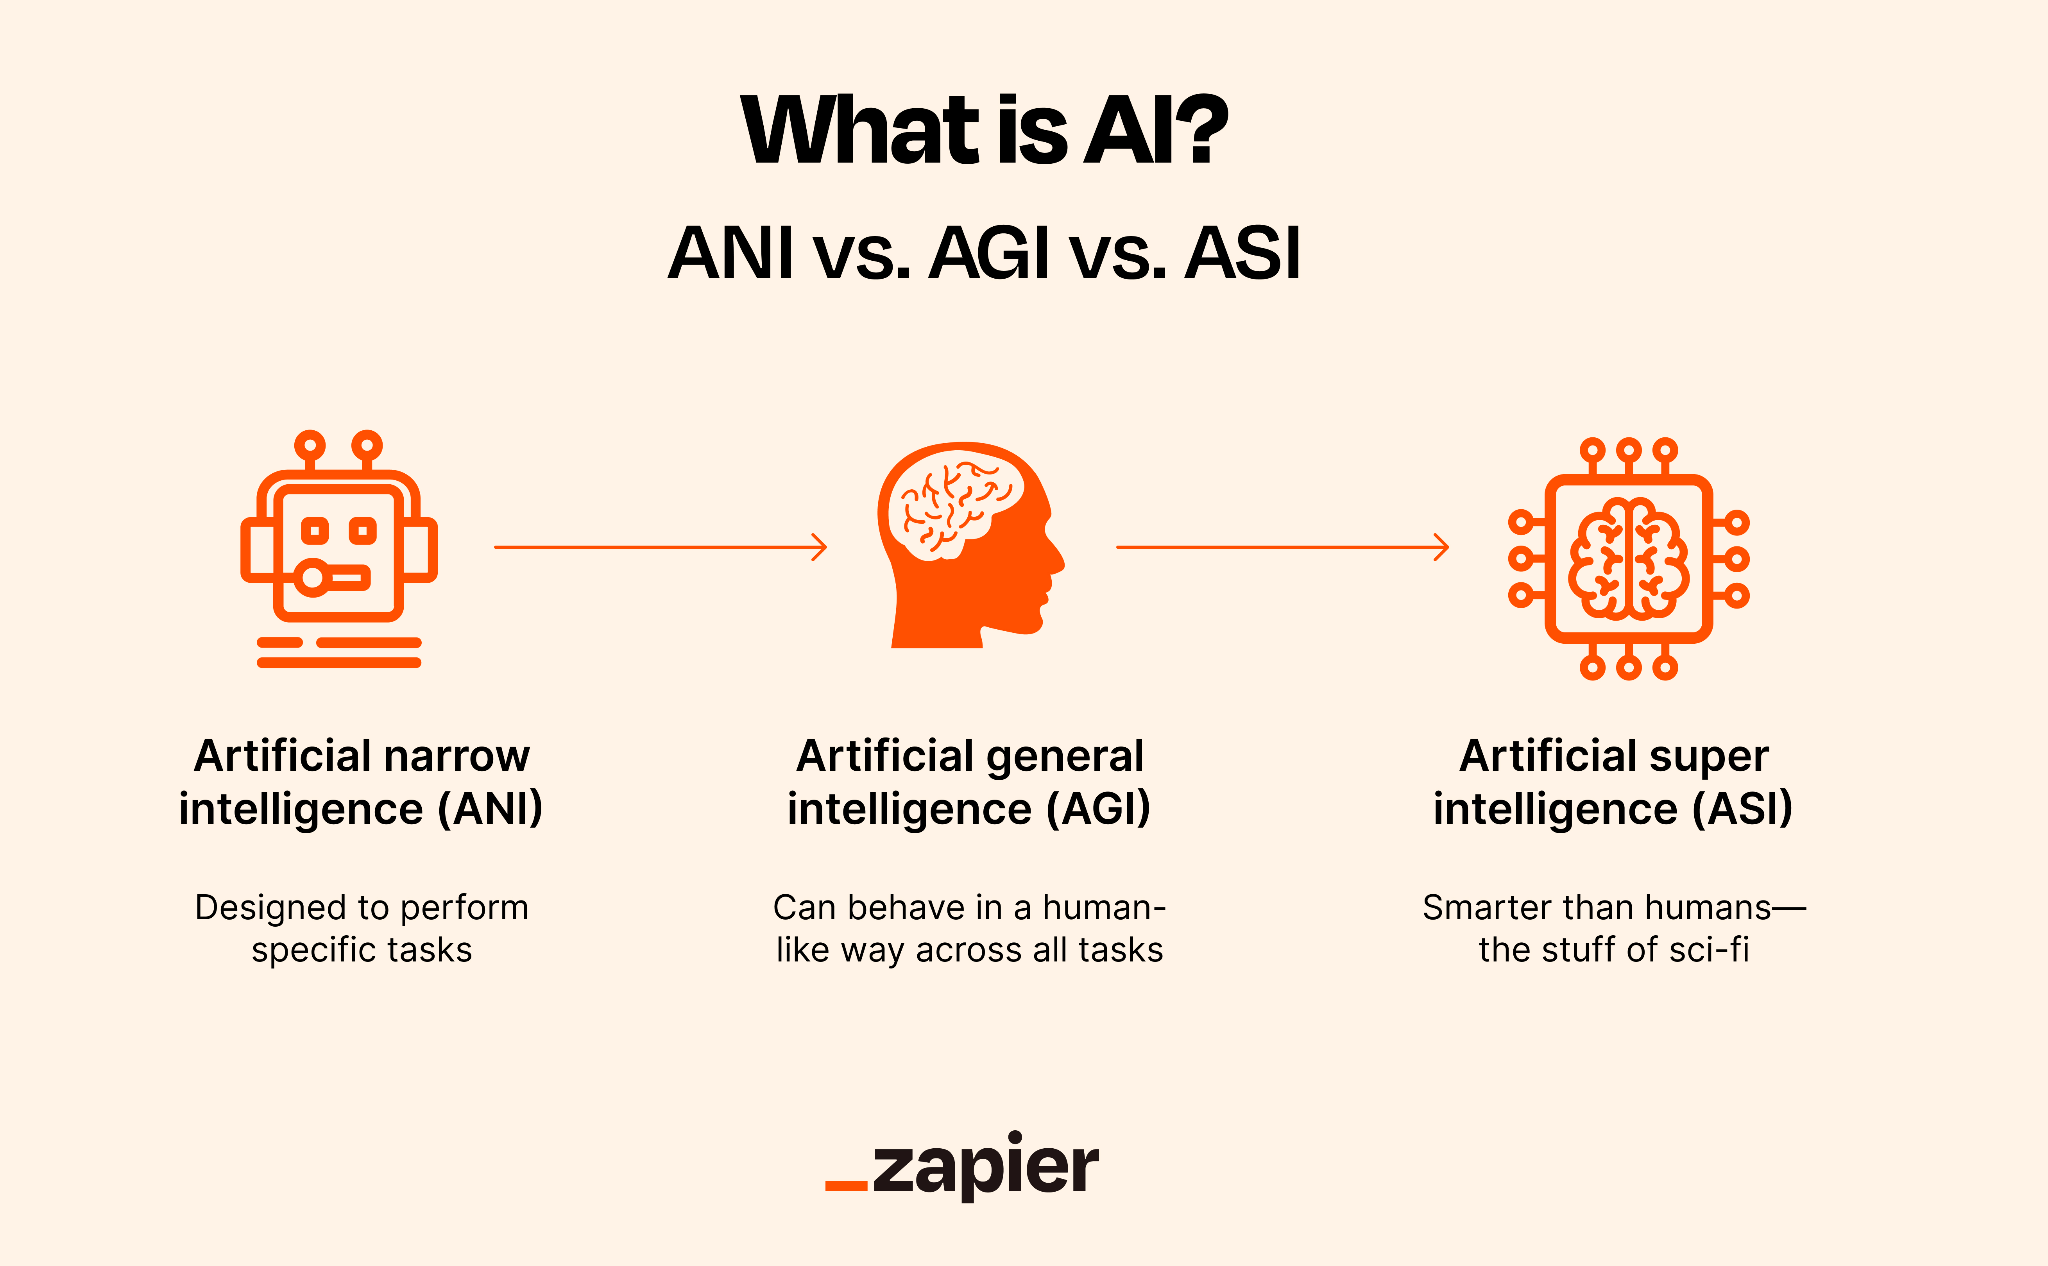 What is AI?
ANI vs. AGI vs. ASI
Artificial narrow
intelligence (ANI)
Designed to perform
specific tasks
Artificial general
intelligence (AGI)
Can behave in a human-
like way across all tasks
Artificial super
intelligence (ASI)
Smarter than humans—
the stuff of sci-fi
_zapier